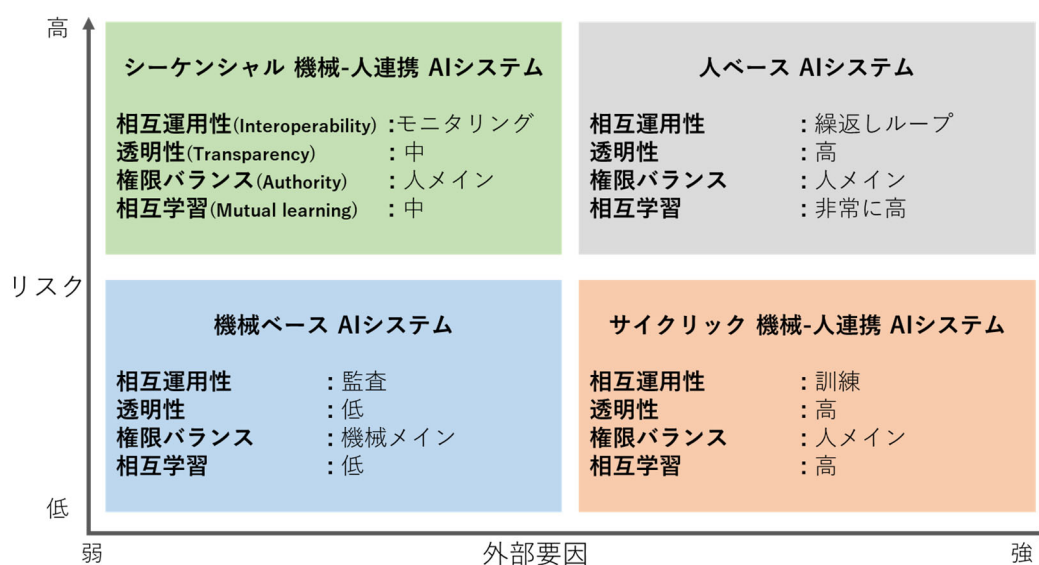 高
シーケンシャル 機械-人連携 AIシステム
相互運用性(Interoperability) :モニタリング
透明性(Transparency) :中
権限バランス(Authority) :人メイン
相互学習(Mutual learning) :中
人ベース AIシステム
相互運用性 :繰返しループ
透明性 :高
権限バランス :人メイン
相互学習 :非常に高
リスク
機械ベース AIシステム
相互運用性 :監査
透明性 :低
権限バランス :機械メイン
相互学習 :低
サイクリック 機械-人連携 AIシステム
相互運用性 :訓練
透明性 :高
権限バランス :人メイン
相互学習 :高
低
弱
外部要因
強